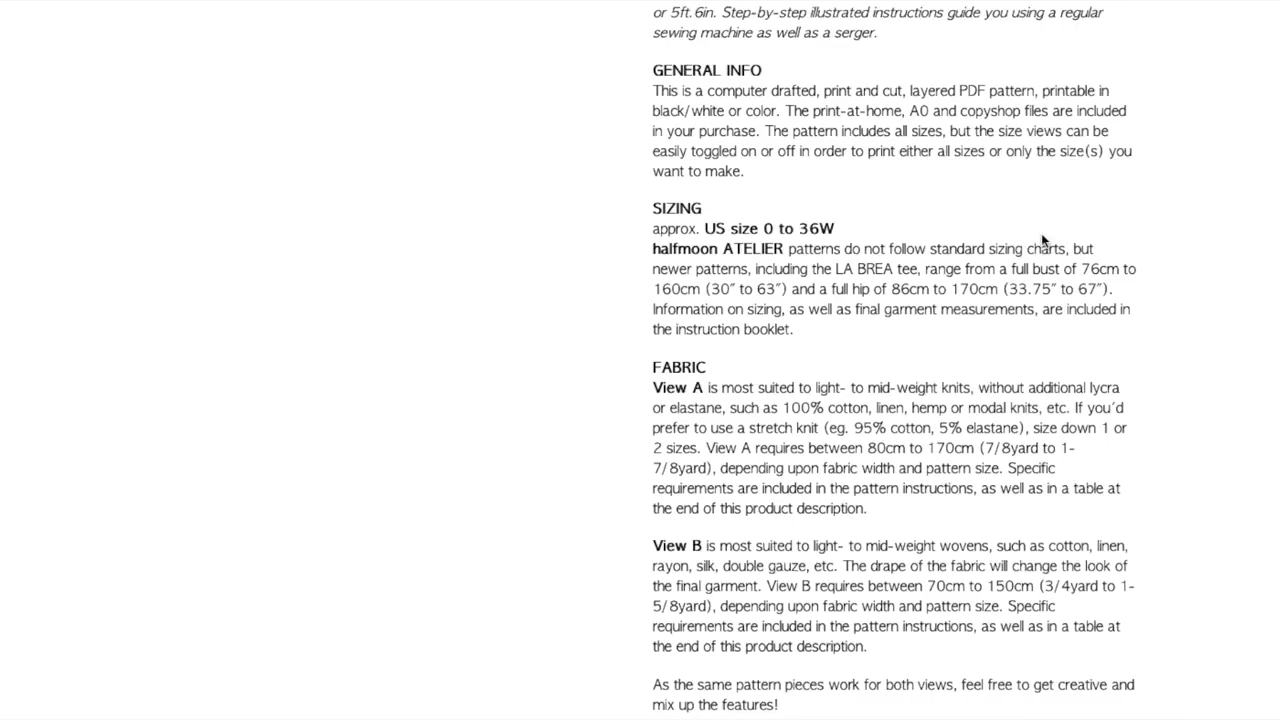 or 5ft.6in. Step-by-step illustrated instructions guide you using a regular
sewing machine as well as a serger.
GENERAL INFO
This is a computer drafted, print and cut, layered PDF pattern, printable in
black/white or color. The print-at-home, A0 and copyshop files are included
in your purchase. The pattern includes all sizes, but the size views can be
easily toggled on or off in order to print either all sizes or only the size(s) you
want to make.
SIZING
approx. US size 0 to 36W
halfmoon ATELIER patterns do not follow standard sizing charts, but
newer patterns, including the LA BREA tee, range from a full bust of 76cm to
160cm (30″ to 63″) and a full hip of 86cm to 170cm (33.75″ to 67″).
Information on sizing, as well as final garment measurements, are included in
the instruction booklet.
FABRIC
View A is most suited to light- to mid-weight knits, without additional lycra
or elastane, such as 100% cotton, linen, hemp or modal knits, etc. If you'd
prefer to use a stretch knit (eg. 95% cotton, 5% elastane), size down 1 or
2 sizes. View A requires between 80cm to 170cm (7/8yard to 1-
7/8yard), depending upon fabric width and pattern size. Specific
requirements are included in the pattern instructions, as well as in a table at
the end of this product description.
View B is most suited to light- to mid-weight wovens, such as cotton, linen,
rayon, silk, double gauze, etc. The drape of the fabric will change the look of
the final garment. View B requires between 70cm to 150cm (3/4yard to 1-
5/8yard), depending upon fabric width and pattern size. Specific
requirements are included in the pattern instructions, as well as in a table at
the end of this product description.
As the same pattern pieces work for both views, feel free to get creative and
mix up the features!